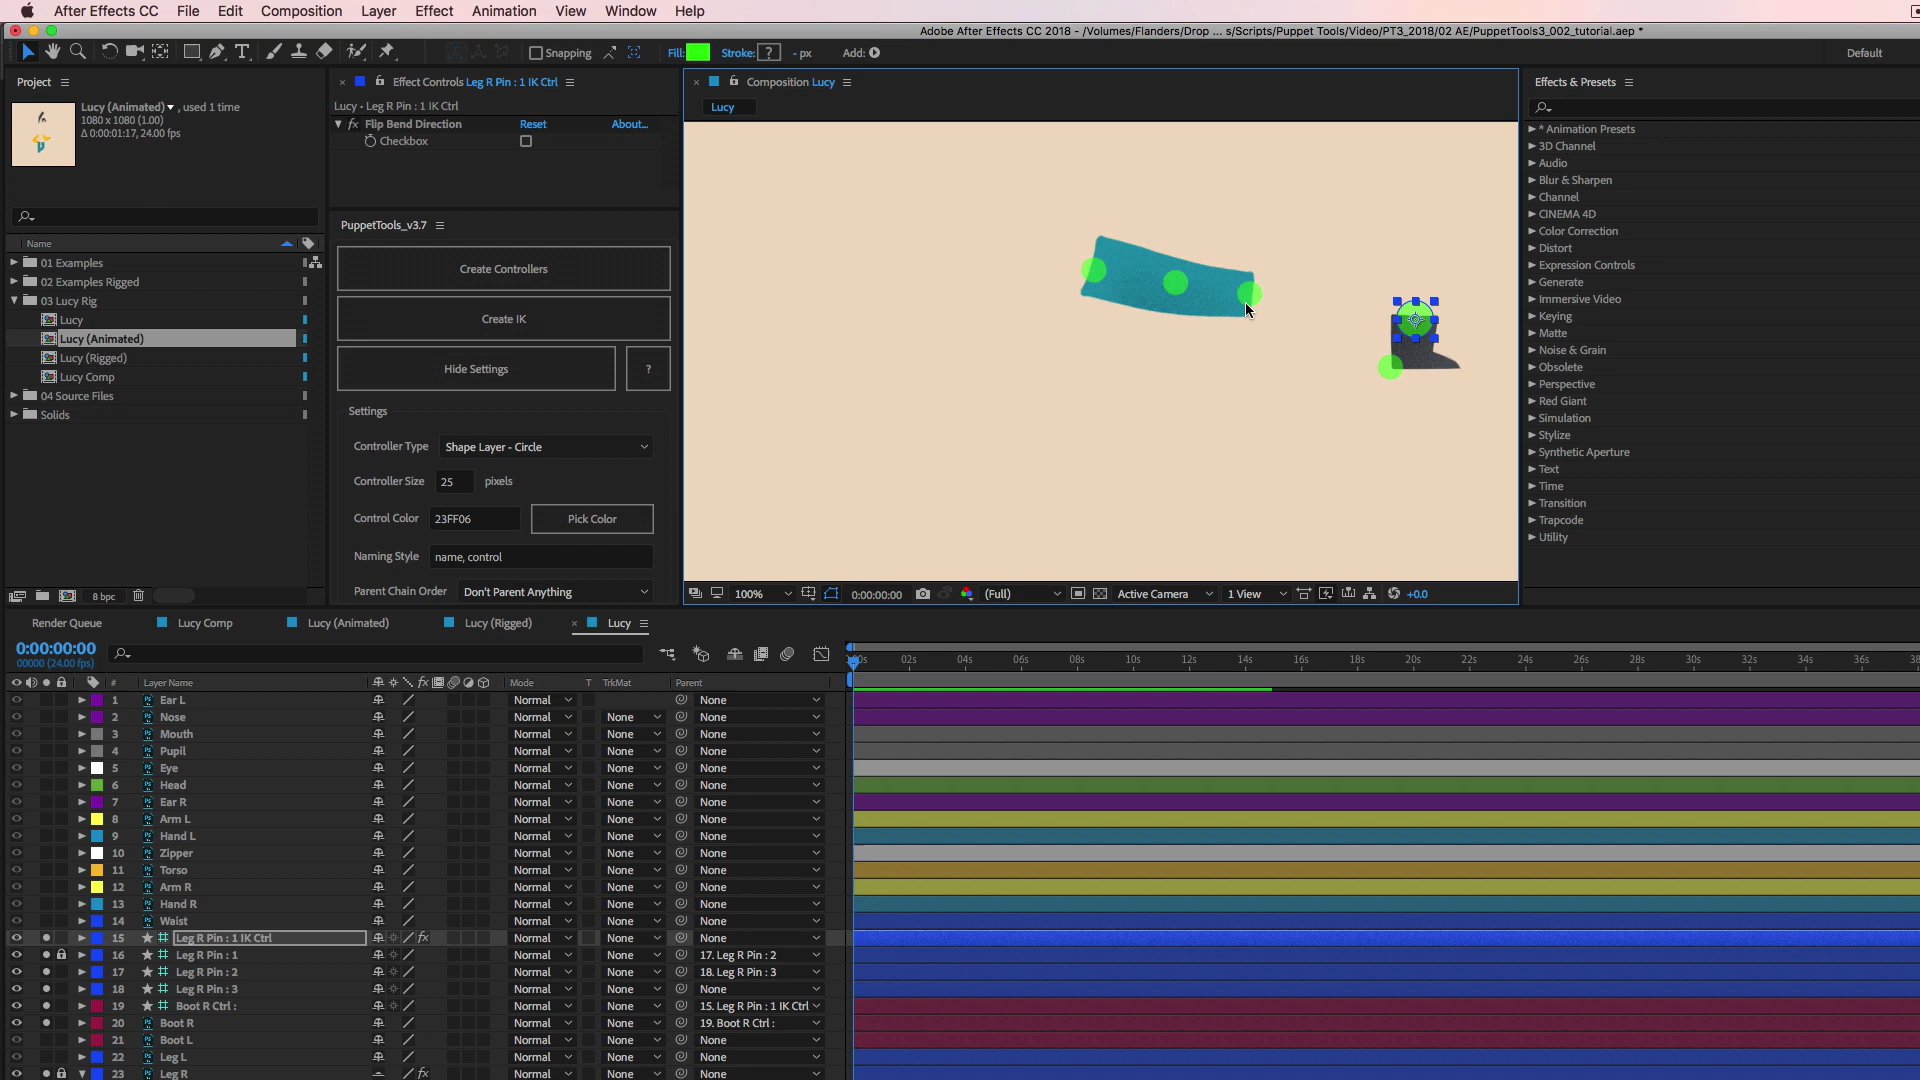 After Effects CC File Edit Composition Layer Effect Animation View Window Help
Adobe After Effects CC 2018 - /Volumes/Flanders/Drop ... s/Scripts/Puppet Tools/Video/PT3_2018/02 AE/PuppetTools3_002_tutorial.aep *
Snapping Fill: Stroke: ? - px Add: Default
Project
Lucy (Animated) , used 1 time
1080 x 1080 (1.00)
Δ 0:00:01:17, 24.00 fps
Name
01 Examples
02 Examples Rigged
03 Lucy Rig
Lucy
Lucy (Animated)
Lucy (Rigged)
Lucy Comp
04 Source Files
Solids
8 bpc
Effect Controls Leg R Pin : 1 IK Ctrl
Lucy - Leg R Pin : 1 IK Ctrl
fx Flip Bend Direction Reset About...
Checkbox
PuppetTools_v3.7
Create Controllers
Create IK
Hide Settings ?
Settings
Controller Type Shape Layer - Circle
Controller Size 25 pixels
Control Color 23FF06 Pick Color
Naming Style name, control
Parent Chain Order Don't Parent Anything
Composition Lucy
Lucy
100% 0:00:00:00 (Full) Active Camera 1 View +0.0
Effects & Presets
* Animation Presets
3D Channel
Audio
Blur & Sharpen
Channel
CINEMA 4D
Color Correction
Distort
Expression Controls
Generate
Immersive Video
Keying
Matte
Noise & Grain
Obsolete
Perspective
Red Giant
Simulation
Stylize
Synthetic Aperture
Text
Time
Transition
Trapcode
Utility
Render Queue Lucy Comp Lucy (Animated) Lucy (Rigged) Lucy
0:00:00:00
00000 (24.00 fps)
02s 04s 06s 08s 10s 12s 14s 16s 18s 20s 22s 24s 26s 28s 30s 32s 34s 36s 38
# Layer Name fx Mode T TrkMat Parent
1 Ear L Normal None
2 Nose Normal None None
3 Mouth Normal None None
4 Pupil Normal None None
5 Eye Normal None None
6 Head Normal None None
7 Ear R Normal None None
8 Arm L Normal None None
9 Hand L Normal None None
10 Zipper Normal None None
11 Torso Normal None None
12 Arm R Normal None None
13 Hand R Normal None None
14 Waist Normal None None
15 Leg R Pin : 1 IK Ctrl fx Normal None None
16 Leg R Pin : 1 Normal None 17. Leg R Pin : 2
17 Leg R Pin : 2 Normal None 18. Leg R Pin : 3
18 Leg R Pin : 3 Normal None None
19 Boot R Ctrl : Normal None 15. Leg R Pin : 1 IK Ctrl
20 Boot R Normal None 19. Boot R Ctrl :
21 Boot L Normal None None
22 Leg L Normal None None
23 Leg R fx Normal None None